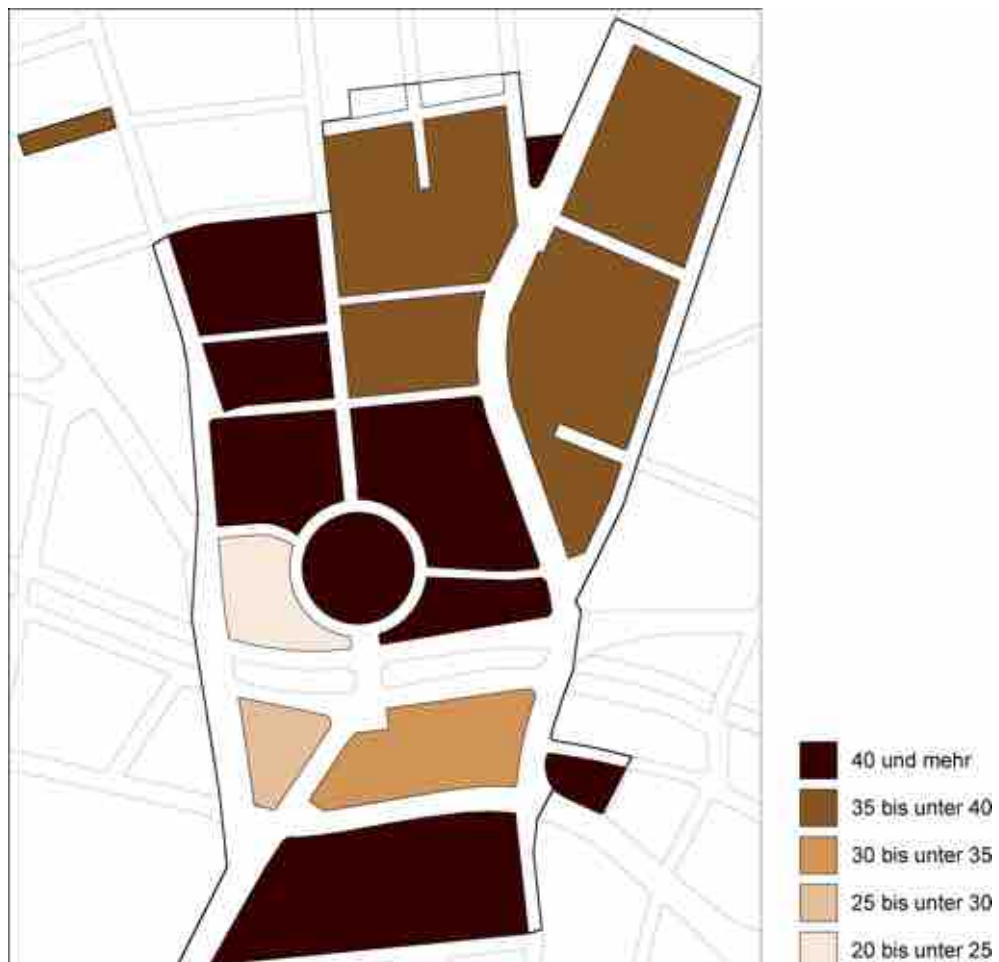 40 und mehr
35 bis unter 40
30 bis unter 35
25 bis unter 30
20 bis unter 25